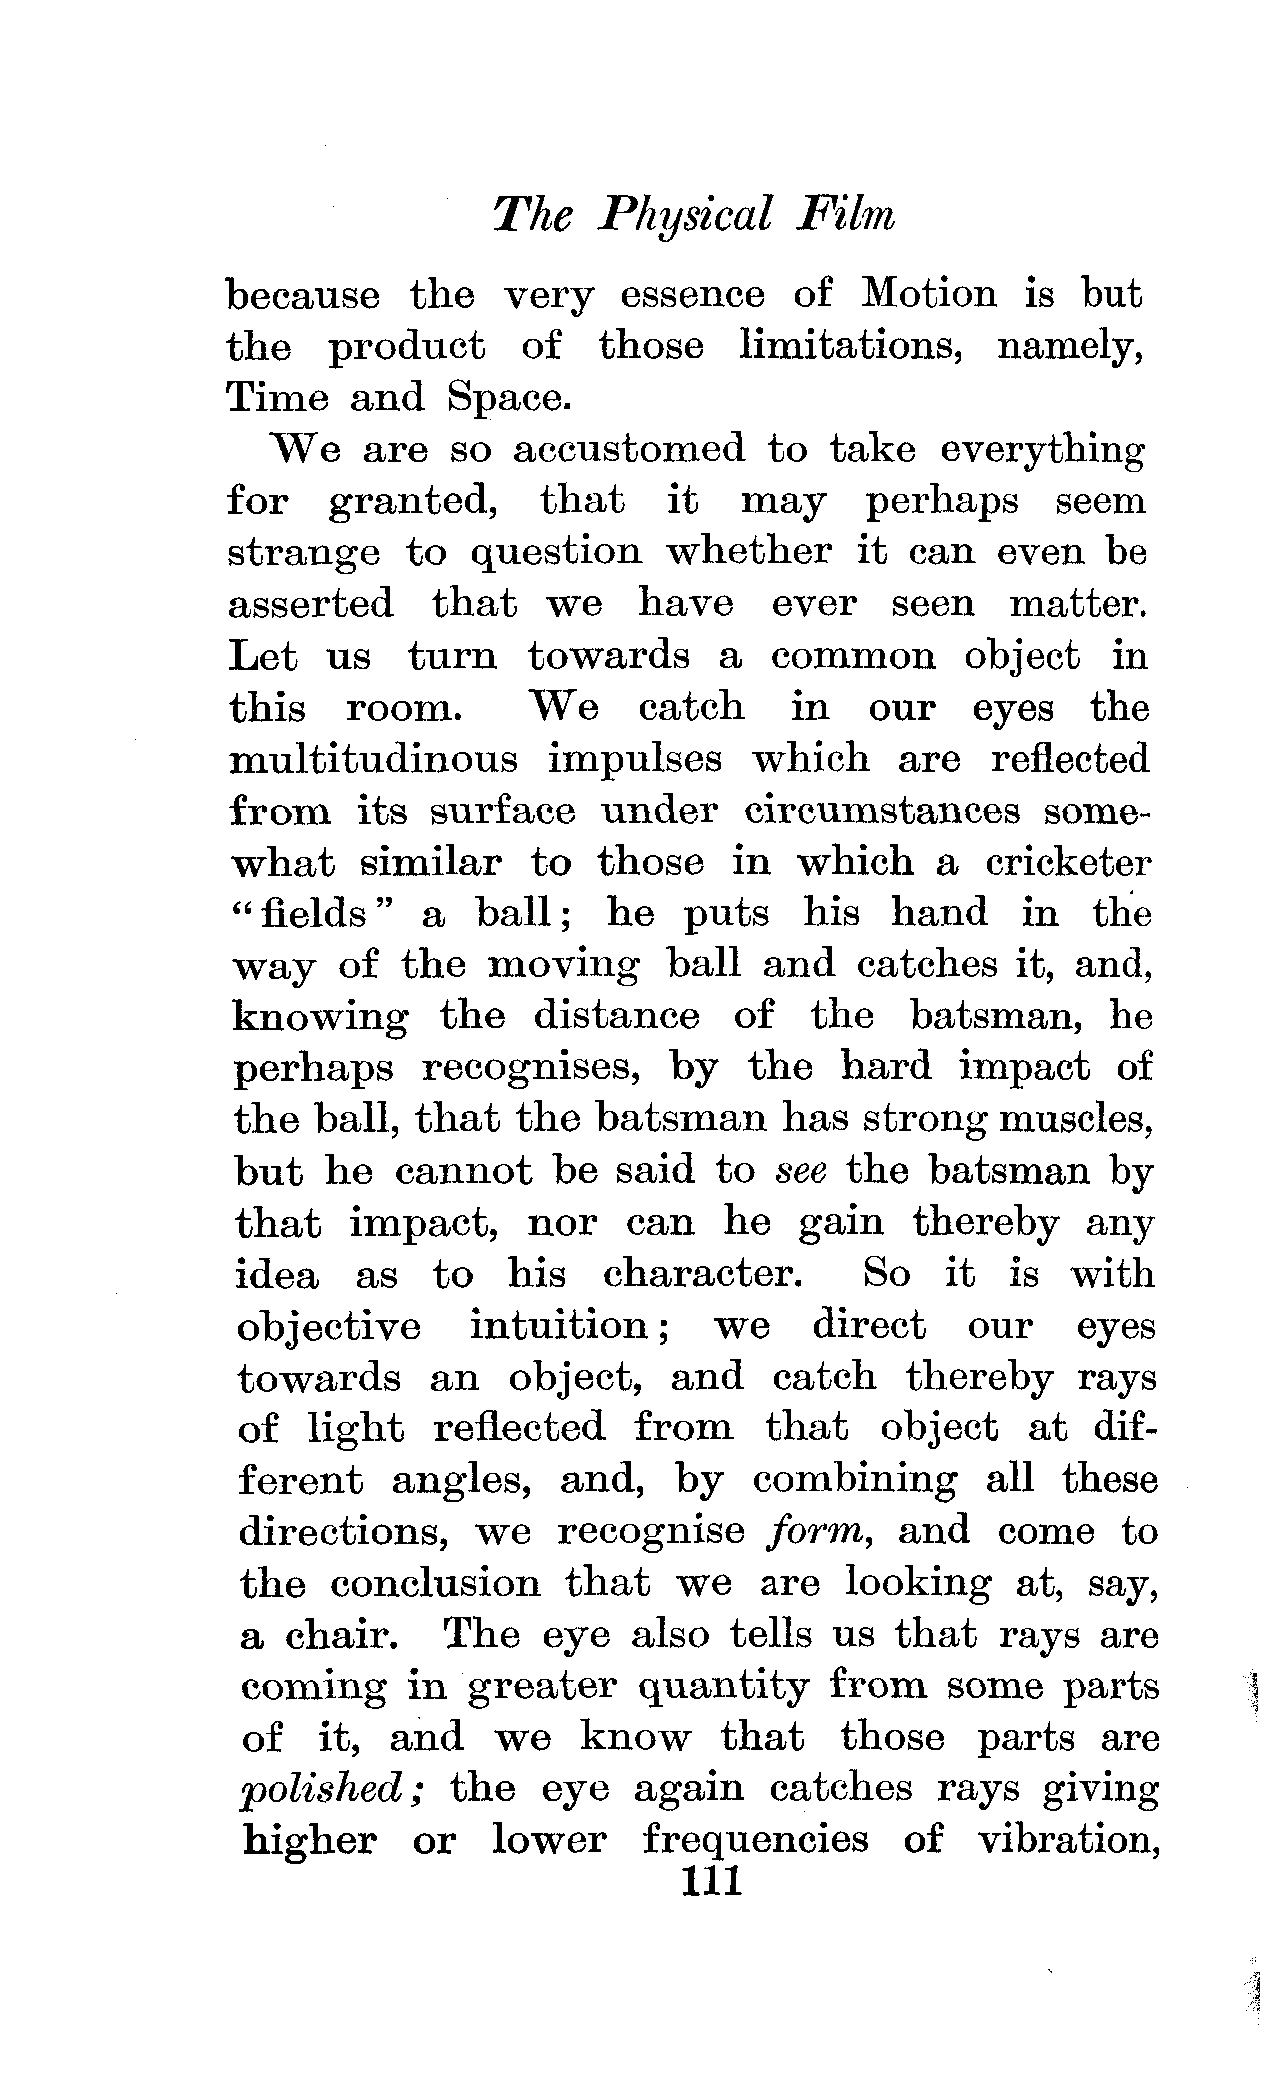 The Physical Film
because the very essence of Motion is but
the product of those limitations, namely,
Time and Space.
We are so accustomed to take everything
for granted, that it may perhaps seem
strange to question whether it can even be
asserted that we have ever seen matter.
Let us turn towards a common object in
this room. We catch in our eyes the
multitudinous impulses which are reflected
from its surface under circumstances some-
what similar to those in which a cricketer
“fields” a ball; he puts his hand in the
way of the moving ball and catches it, and,
knowing the distance of the batsman, he
perhaps recognises, by the hard impact of
the ball, that the batsman has strong muscles,
but he cannot be said to see the batsman by
that impact, nor can he gain thereby any
idea as to his character. So it is with
objective intuition; we direct our eyes
towards an object, and catch thereby rays
of light reflected from that object at dif-
ferent angles, and, by combining all these
directions, we recognise form, and come to
the conclusion that we are looking at, say,
a chair. The eye also tells us that rays are
coming in greater quantity from some parts
of it, and we know that those parts are
polished; the eye again catches rays giving
higher or lower frequencies of vibration,
111